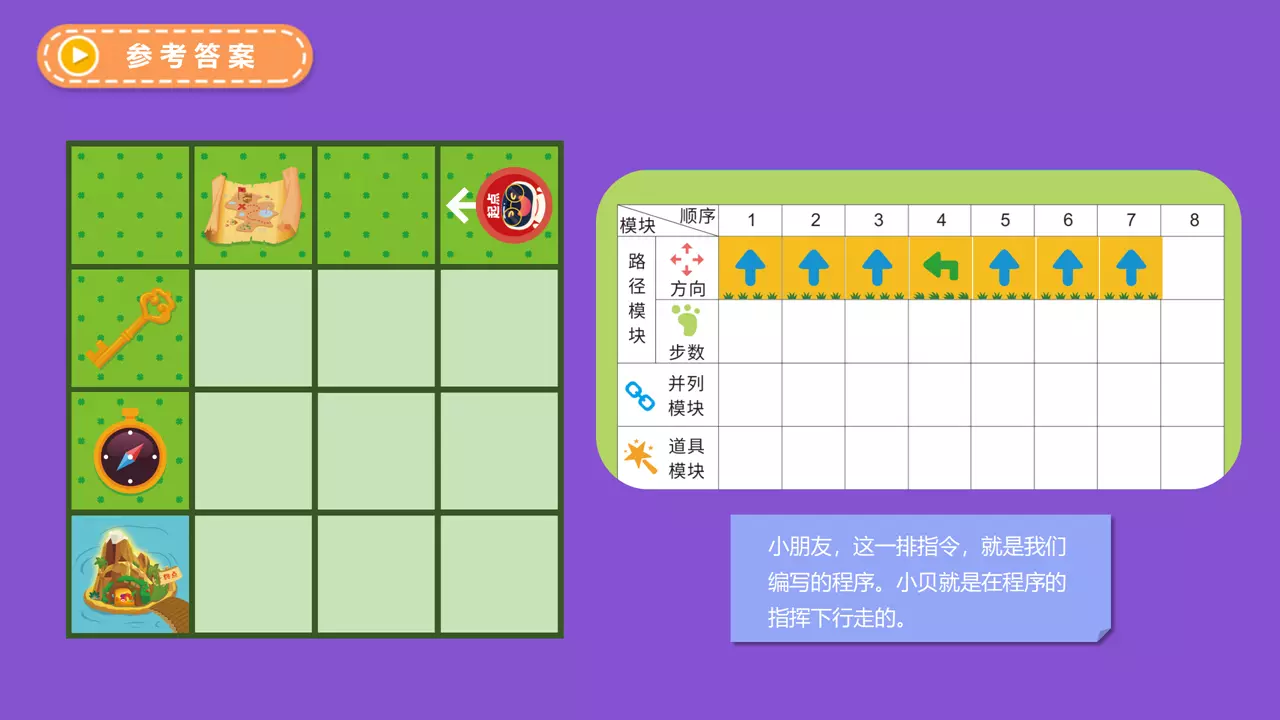 参考答案
起点
顺序
模块
1 2 3 4 5 6 7 8
路径模块
方向
步数
并列
模块
道具
模块
终点
小朋友，这一排指令，就是我们
编写的程序。小贝就是在程序的
指挥下行走的。